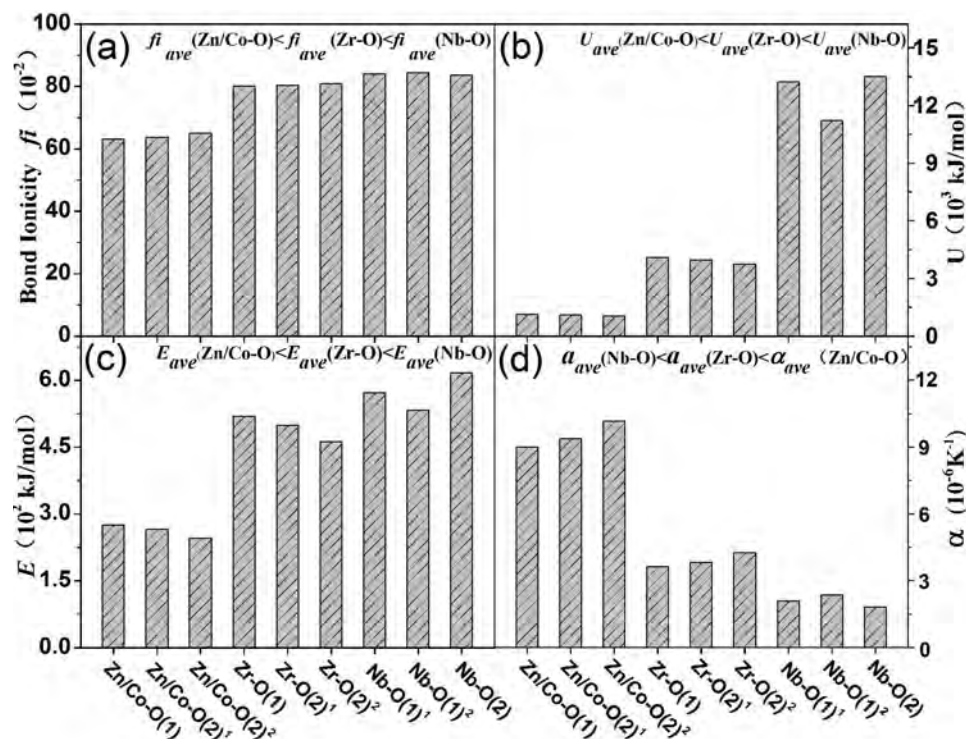 (a) fi_ave(Zn/Co-O)<fi_ave(Zr-O)<fi_ave(Nb-O)
Bond Ionicity fi (10^-2)
100
80
60
40
20
0
(b) U_ave(Zn/Co-O)<U_ave(Zr-O)<U_ave(Nb-O)
15
12
9
6
3
0
U (10^3 kJ/mol)
(c) E_ave(Zn/Co-O)<E_ave(Zr-O)<E_ave(Nb-O)
E (10^2 kJ/mol)
6.0
4.5
3.0
1.5
0.0
(d) a_ave(Nb-O)<a_ave(Zr-O)<α_ave (Zn/Co-O)
12
9
6
3
0
α (10^-6K^-1)
Zn/Co-O(1)
Zn/Co-O(2)^1
Zn/Co-O(2)^2
Zr-O(1)
Zr-O(2)^1
Zr-O(2)^2
Nb-O(1)^1
Nb-O(1)^2
Nb-O(2)
Zn/Co-O(1)
Zn/Co-O(2)^1
Zn/Co-O(2)^2
Zr-O(1)
Zr-O(2)^1
Zr-O(2)^2
Nb-O(1)^1
Nb-O(1)^2
Nb-O(2)